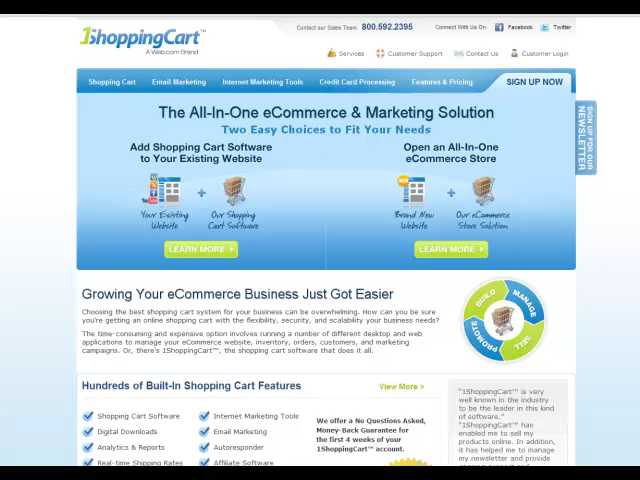 1ShoppingCart™
A Web.com Brand
Contact our Sales Team: 800.592.2395
Connect With Us On: Facebook Twitter
Services Customer Support Contact Us Customer Login
Shopping Cart Email Marketing Internet Marketing Tools Credit Card Processing Features & Pricing SIGN UP NOW
SIGN UP FOR OUR
NEWSLETTER
The All-In-One eCommerce & Marketing Solution
Two Easy Choices to Fit Your Needs
Add Shopping Cart Software
to Your Existing Website
Your Existing
Website
+
Our Shopping
Cart Software
LEARN MORE
Open an All-In-One
eCommerce Store
Brand New
Website
+
Our eCommerce
Store Solution
LEARN MORE
Growing Your eCommerce Business Just Got Easier
Choosing the best shopping cart system for your business can be overwhelming. How can you be sure
you're getting an online shopping cart with the flexibility, security, and scalability your business needs?
The time-consuming and expensive option involves running a number of different desktop and web
applications to manage your eCommerce website, inventory, orders, customers, and marketing
campaigns. Or, there's 1ShoppingCart™, the shopping cart software that does it all.
BUILD
MANAGE
SELL
PROMOTE
Hundreds of Built-In Shopping Cart Features
View More >
Shopping Cart Software
Digital Downloads
Analytics & Reports
Real-time Shipping Rates
Internet Marketing Tools
Email Marketing
Autoresponder
Affiliate Software
We offer a No Questions Asked,
Money-Back Guarantee for
the first 4 weeks of your
1ShoppingCart™ account.
"1ShoppingCart™ is very
well known in the industry
to be the leader in this kind
of software."
"1ShoppingCart™ has
enabled me to sell my
products online. In addition,
it has helped me to manage
my newsletter and provide